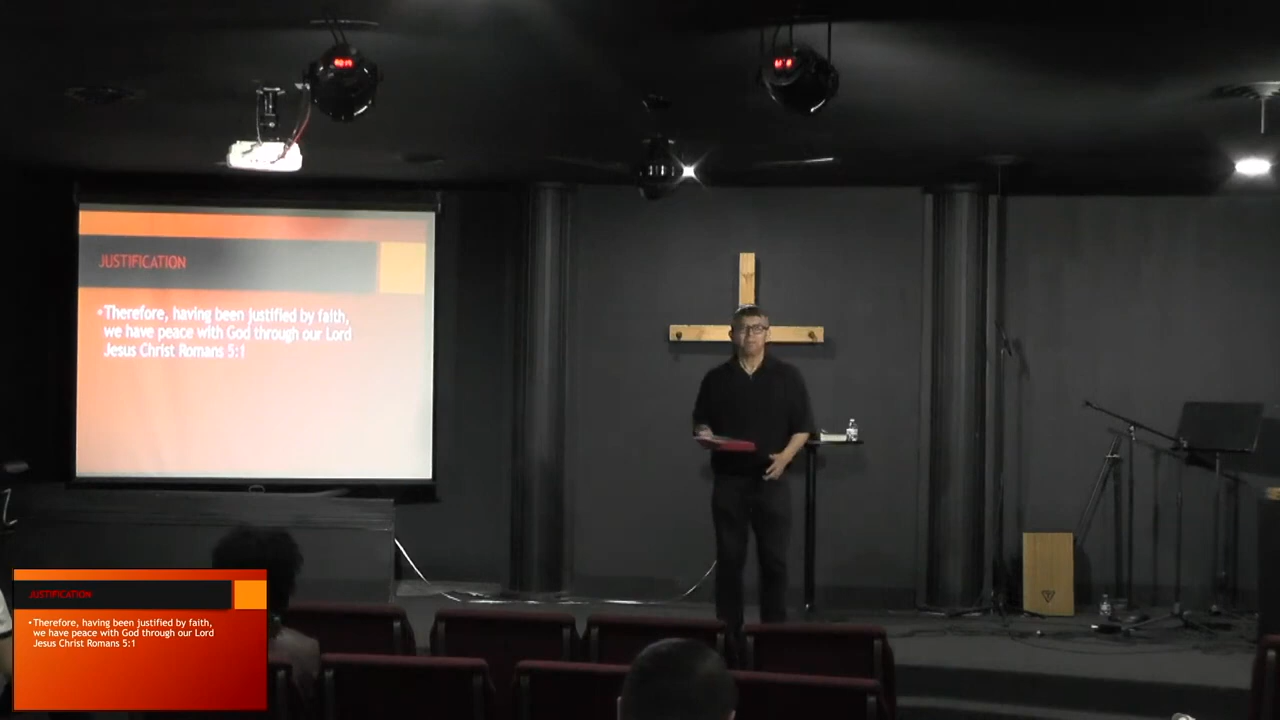 JUSTIFICATION
•Therefore, having been justified by faith,
we have peace with God through our Lord
Jesus Christ Romans 5:1
JUSTIFICATION
•Therefore, having been justified by faith,
we have peace with God through our Lord
Jesus Christ Romans 5:1